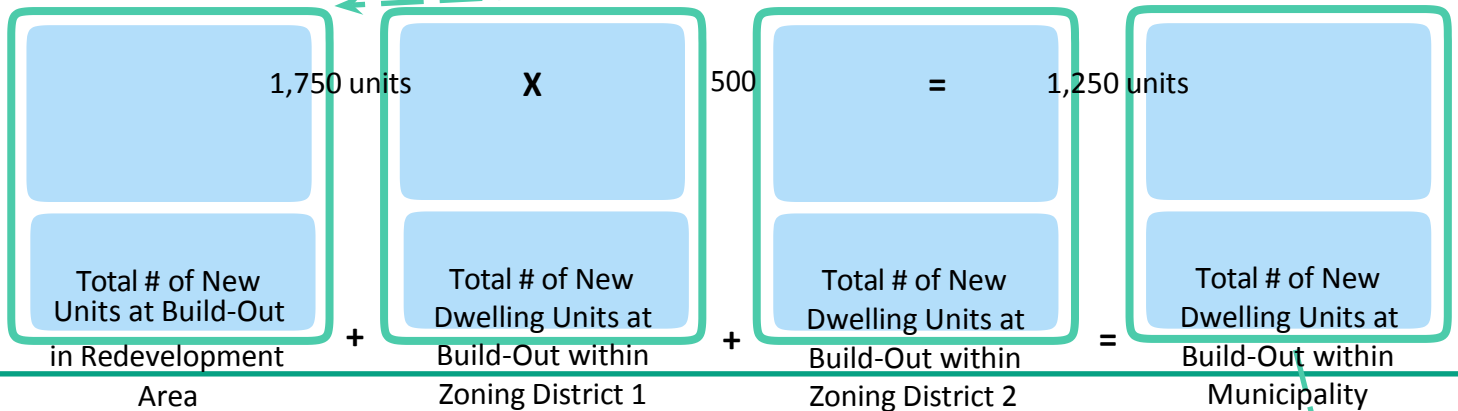 1,750 units X 500 = 1,250 units
Total # of New
Units at Build-Out
in Redevelopment
Area
+
Total # of New
Dwelling Units at
Build-Out within
Zoning District 1
+
Total # of New
Dwelling Units at
Build-Out within
Zoning District 2
=
Total # of New
Dwelling Units at
Build-Out within
Municipality